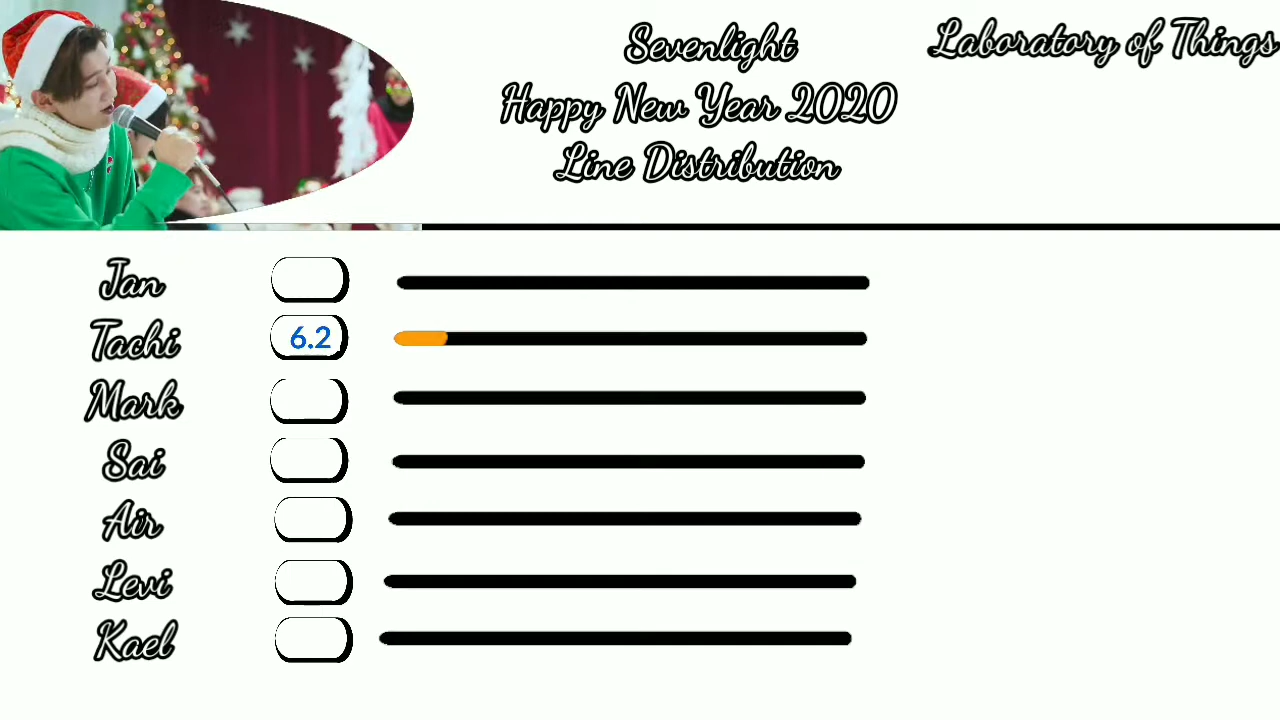 Sevenlight
Happy New Year 2020
Line Distribution
Laboratory of Things
Jan
Tachi 6.2
Mark
Sai
Air
Levi
Kael